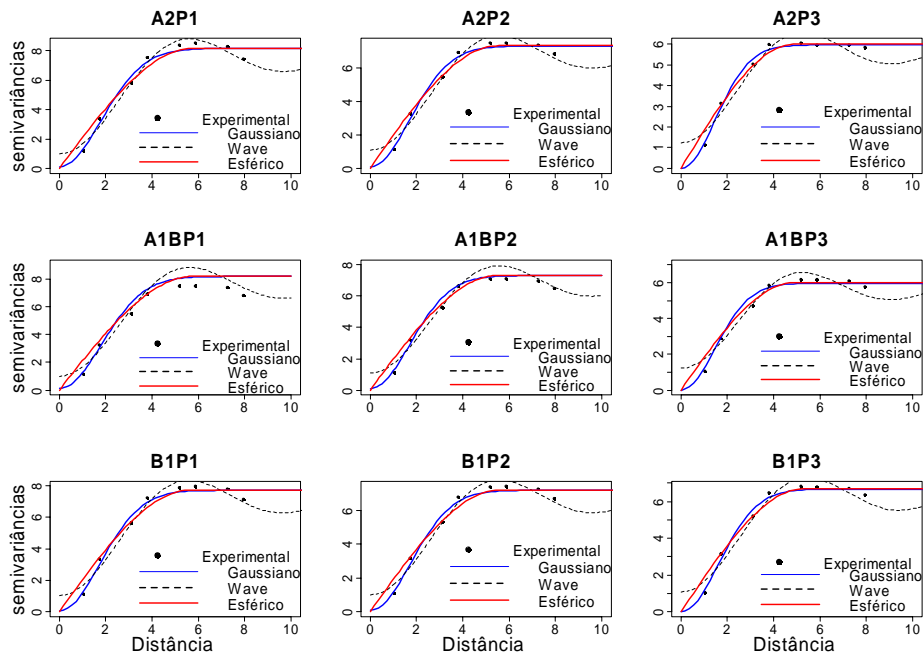 A2P1
semivariâncias
0 2 4 6 8
Experimental
Gaussiano
Wave
Esférico
0 2 4 6 8 10
A2P2
0 2 4 6
Experimental
Gaussiano
Wave
Esférico
0 2 4 6 8 10
A2P3
0 1 2 3 5 6
Experimental
Gaussiano
Wave
Esférico
0 2 4 6 8 10
A1BP1
semivariâncias
0 2 4 6 8
Experimental
Gaussiano
Wave
Esférico
0 2 4 6 8 10
A1BP2
0 2 4 6 8
Experimental
Gaussiano
Wave
Esférico
0 2 4 6 8 10
A1BP3
0 2 4 6
Experimental
Gaussiano
Wave
Esférico
0 2 4 6 8 10
B1P1
semivariâncias
0 2 4 6 8
Experimental
Gaussiano
Wave
Esférico
0 2 4 6 8 10
Distância
B1P2
0 2 4 6
Experimental
Gaussiano
Wave
Esférico
0 2 4 6 8 10
B1P3
0 2 4 6
Experimental
Gaussiano
Wave
Esférico
0 2 4 6 8 10
Distância